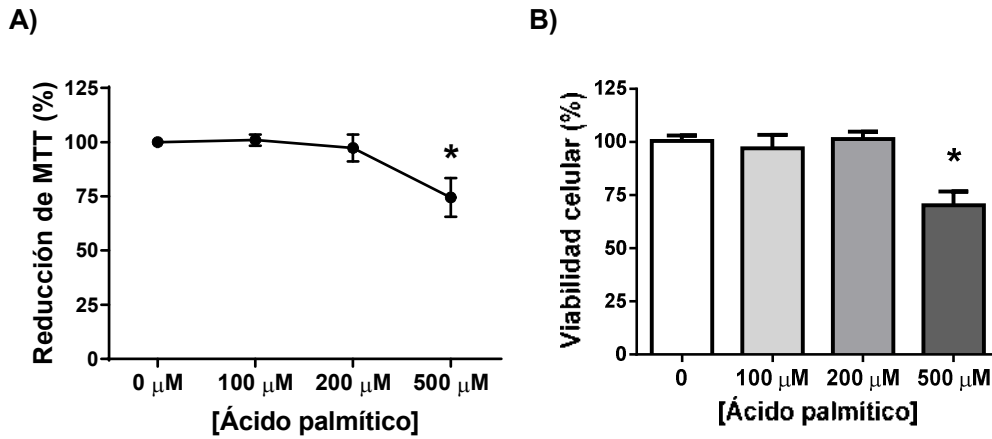 A)
Reducción de MTT (%)
125
100
75
50
25
0
*
0 μM 100 μM 200 μM 500 μM
[Ácido palmítico]
B)
Viabilidad celular (%)
125
100
75
50
25
0
*
0 100 μM 200 μM 500 μM
[Ácido palmítico]